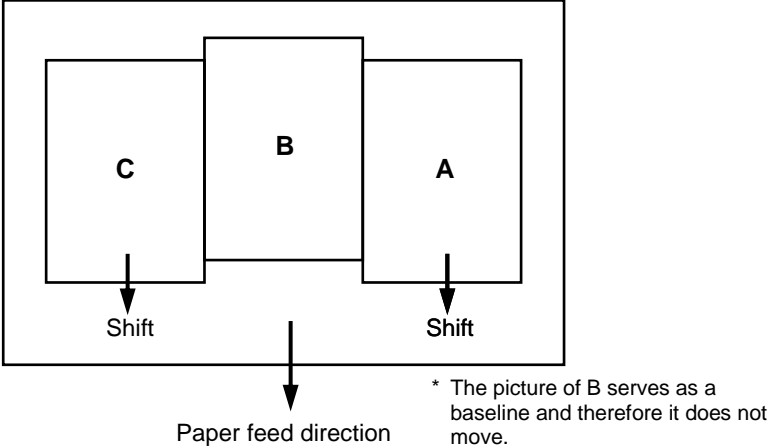 C
B
A
Shift
Shift
Paper feed direction
* The picture of B serves as a
baseline and therefore it does not
move.